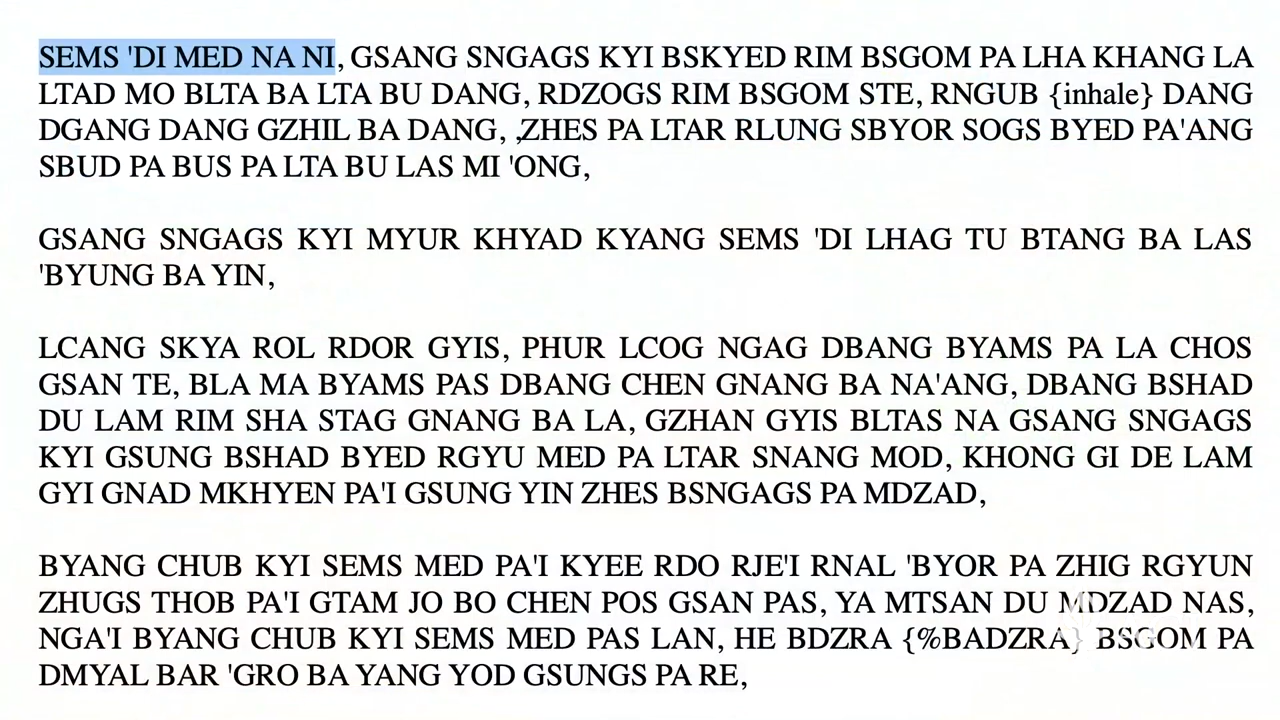 SEMS 'DI MED NA NI, GSANG SNGAGS KYI BSKYED RIM BSGOM PA LHA KHANG LA
LTAD MO BLTA BA LTA BU DANG, RDZOGS RIM BSGOM STE, RNGUB {inhale} DANG
DGANG DANG GZHIL BA DANG, ,ZHES PA LTAR RLUNG SBYOR SOGS BYED PA'ANG
SBUD PA BUS PA LTA BU LAS MI 'ONG,
GSANG SNGAGS KYI MYUR KHYAD KYANG SEMS 'DI LHAG TU BTANG BA LAS
'BYUNG BA YIN,
LCANG SKYA ROL RDOR GYIS, PHUR LCOG NGAG DBANG BYAMS PA LA CHOS
GSAN TE, BLA MA BYAMS PAS DBANG CHEN GNANG BA NA'ANG, DBANG BSHAD
DU LAM RIM SHA STAG GNANG BA LA, GZHAN GYIS BLTAS NA GSANG SNGAGS
KYI GSUNG BSHAD BYED RGYU MED PA LTAR SNANG MOD, KHONG GI DE LAM
GYI GNAD MKHYEN PA'I GSUNG YIN ZHES BSNGAGS PA MDZAD,
BYANG CHUB KYI SEMS MED PA'I KYEE RDO RJE'I RNAL 'BYOR PA ZHIG RGYUN
ZHUGS THOB PA'I GTAM JO BO CHEN POS GSAN PAS, YA MTSAN DU MDZAD NAS,
NGA'I BYANG CHUB KYI SEMS MED PAS LAN, HE BDZRA {%BADZRA} BSGOM PA
DMYAL BAR 'GRO BA YANG YOD GSUNGS PA RE,